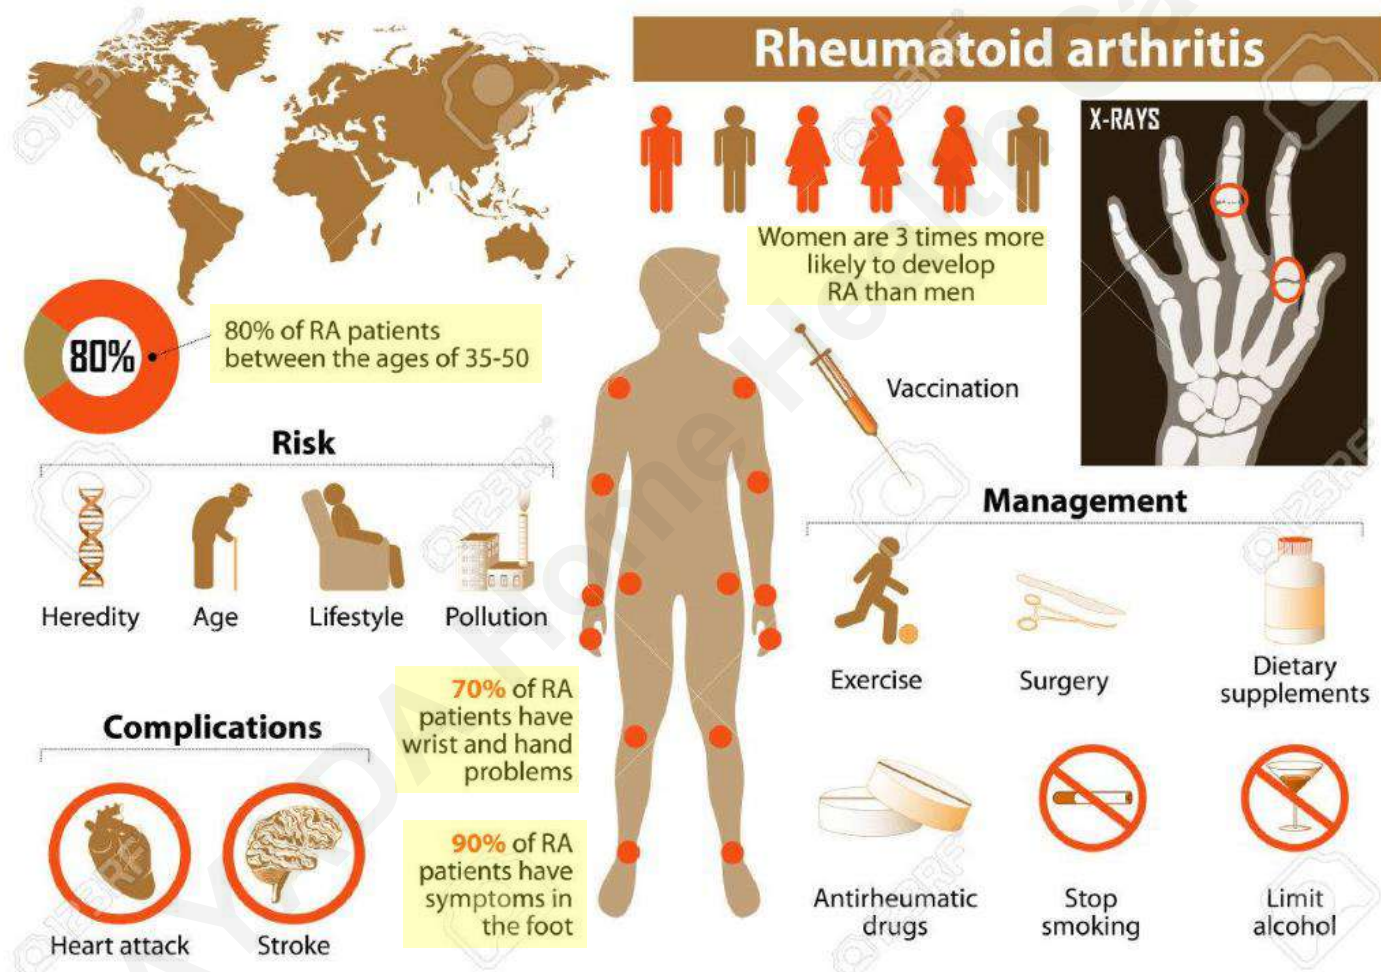 Rheumatoid arthritis
X-RAYS
Women are 3 times more
likely to develop
RA than men
80%
80% of RA patients
between the ages of 35-50
Vaccination
Risk
Heredity
Age
Lifestyle
Pollution
Management
Exercise
Surgery
Dietary
supplements
70% of RA
patients have
wrist and hand
problems
Complications
90% of RA
patients have
symptoms in
the foot
Heart attack
Stroke
Antirheumatic
drugs
Stop
smoking
Limit
alcohol
123RF